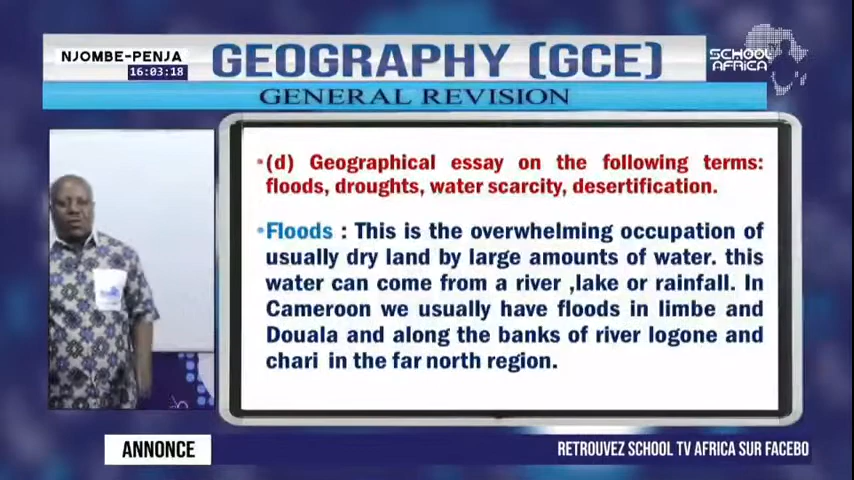 NJOMBE-PENJA
16:03:18
GEOGRAPHY (GCE)
SCHOOL
AFRICA
GENERAL REVISION
•(d) Geographical essay on the following terms:
floods, droughts, water scarcity, desertification.
•Floods : This is the overwhelming occupation of
usually dry land by large amounts of water. this
water can come from a river ,lake or rainfall. In
Cameroon we usually have floods in limbe and
Douala and along the banks of river logone and
chari in the far north region.
ANNONCE
RETROUVEZ SCHOOL TV AFRICA SUR FACEBO